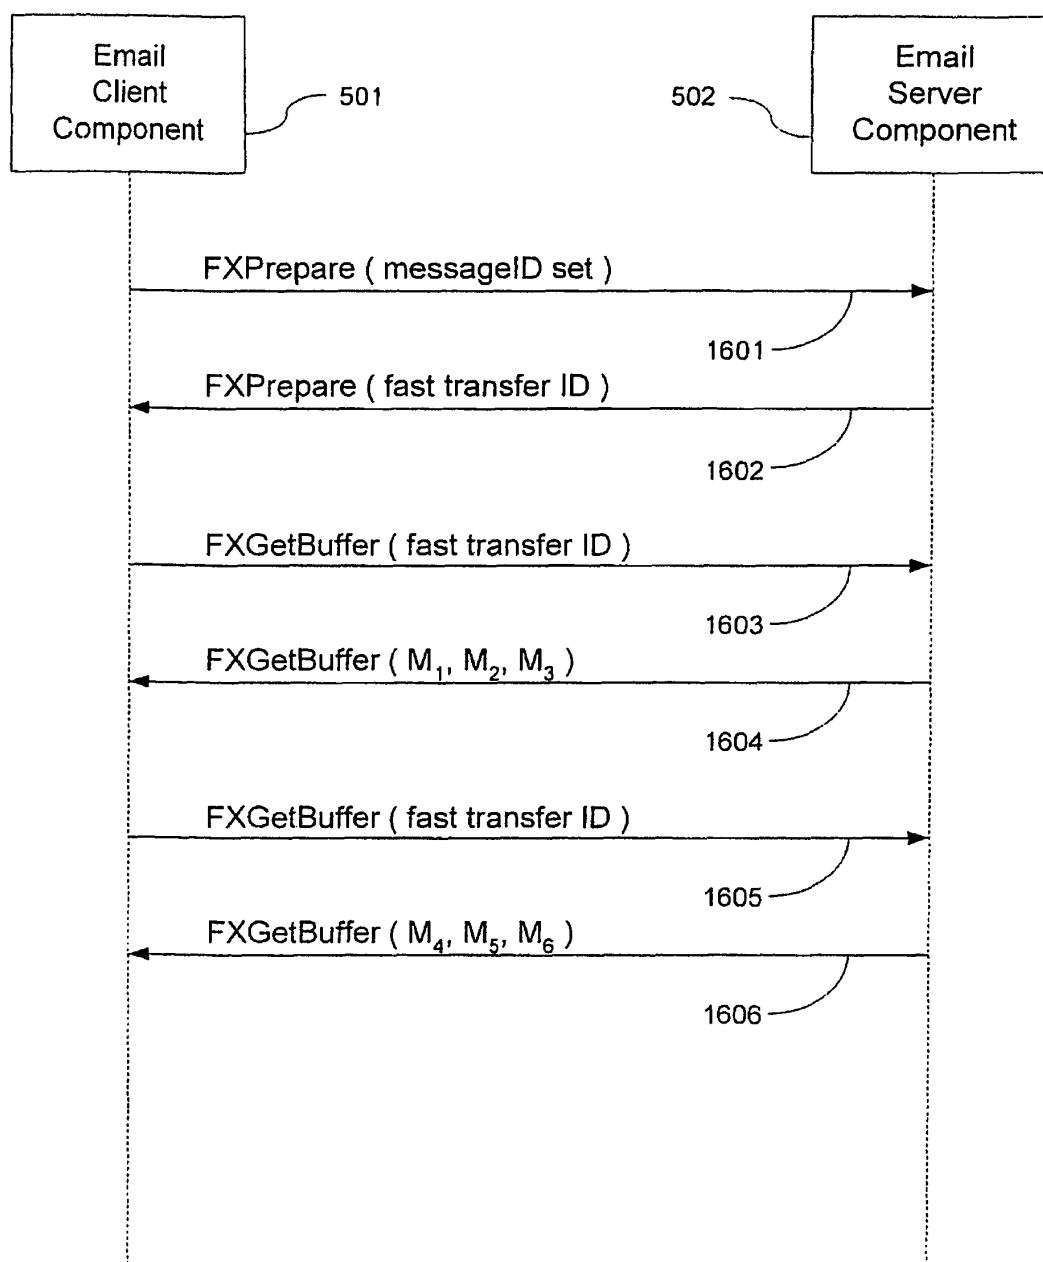 Email
Client
Component
501
502
Email
Server
Component
FXPrepare ( messageID set )
1601
FXPrepare ( fast transfer ID )
1602
FXGetBuffer ( fast transfer ID )
1603
FXGetBuffer ( M₁, M₂, M₃ )
1604
FXGetBuffer ( fast transfer ID )
1605
FXGetBuffer ( M₄, M₅, M₆ )
1606